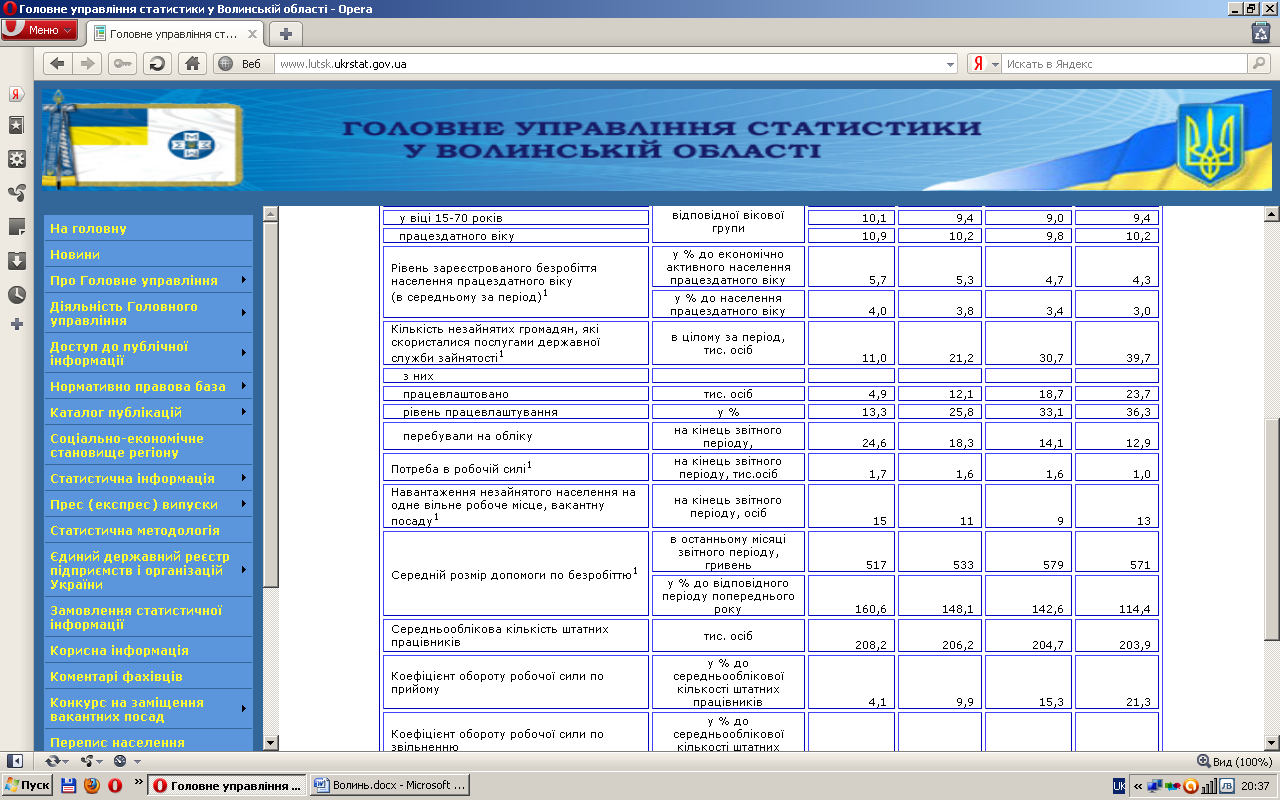 Головне управління статистики у Волинській області - Opera
Меню
Головне управління ст...
Веб
www.lutsk.ukrstat.gov.ua
Я
Искать в Яндекс
Я
ГОЛОВНЕ УПРАВЛІННЯ СТАТИСТИКИ
У ВОЛИНСЬКІЙ ОБЛАСТІ
На головну
Новини
Про Головне управління
Діяльність Головного
управління
Доступ до публічної
інформації
Нормативно правова база
Каталог публікацій
Соціально-економічне
становище регіону
Статистична інформація
Прес (експрес) випуски
Статистична методологія
Єдиний державний реєстр
підприємств і організацій
України
Замовлення статистичної
інформації
Корисна інформація
Коментарі фахівців
Конкурс на заміщення
вакантних посад
Перепис населення
у віці 15-70 років 10,1 9,4 9,0 9,4
відповідної вікової
групи
працездатного віку 10,9 10,2 9,8 10,2
Рівень зареєстрованого безробіття
населення працездатного віку
(в середньому за період)1
у % до економічно
активного населення
працездатного віку 5,7 5,3 4,7 4,3
у % до населення
працездатного віку 4,0 3,8 3,4 3,0
Кількість незайнятих громадян, які
скористалися послугами державної
служби зайнятості1
в цілому за період,
тис. осіб 11,0 21,2 30,7 39,7
з них
працевлаштовано тис. осіб 4,9 12,1 18,7 23,7
рівень працевлаштування у % 13,3 25,8 33,1 36,3
перебували на обліку
на кінець звітного
періоду, 24,6 18,3 14,1 12,9
Потреба в робочій силі1
на кінець звітного
періоду, тис.осіб 1,7 1,6 1,6 1,0
Навантаження незайнятого населення на
одне вільне робоче місце, вакантну
посаду1
на кінець звітного
періоду, осіб 15 11 9 13
Середній розмір допомоги по безробіттю1
в останньому місяці
звітного періоду,
гривень 517 533 579 571
у % до відповідного
періоду попереднього
року 160,6 148,1 142,6 114,4
Середньооблікова кількість штатних
працівників
тис. осіб 208,2 206,2 204,7 203,9
Коефіцієнт обороту робочої сили по
прийому
у % до
середньооблікової
кількості штатних
працівників 4,1 9,9 15,3 21,3
Коефіцієнт обороту робочої сили по
звільненню
у % до
середньооблікової
кількості штатних
Вид (100%)
Пуск
Головне управління ...
Волинь.docx - Microsoft ...
Uk
20:37